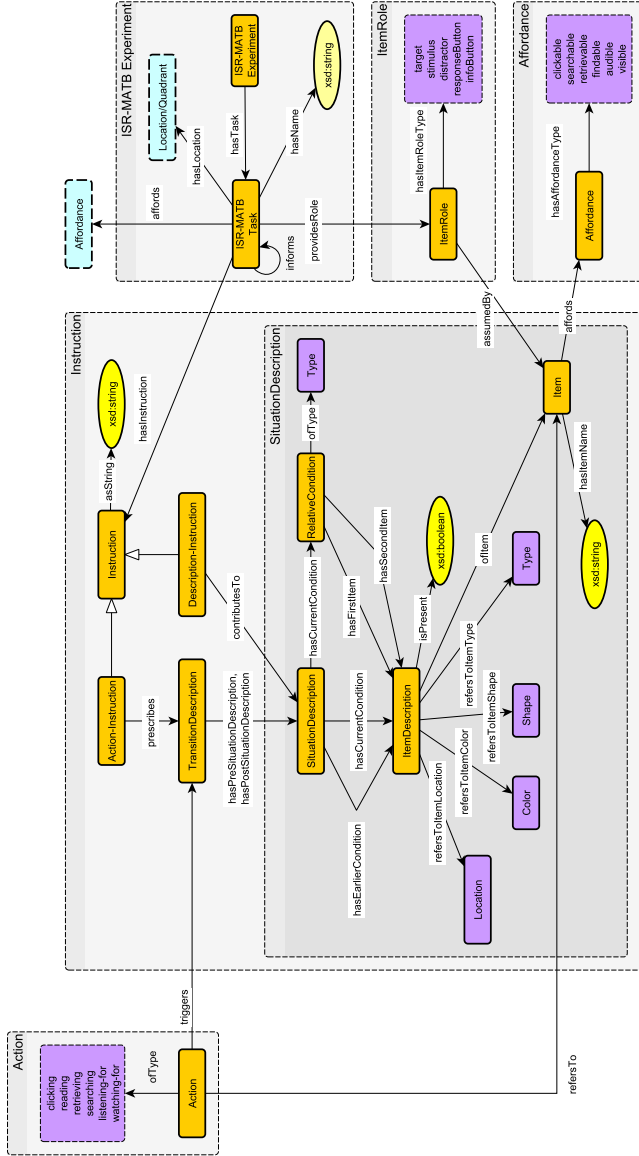 Action
clicking
reading
retrieving
searching
listening-for
watching-for
ofType
Action
triggers
refersTo
Instruction
Action-Instruction
Instruction
asString
xsd:string
hasInstruction
prescribes
TransitionDescription
Description-Instruction
contributesTo
hasPreSituationDescription,
hasPostSituationDescription
SituationDescription
SituationDescription
hasCurrentCondition
RelativeCondition
ofType
Type
hasEarlierCondition
hasCurrentCondition
hasFirstItem
hasSecondItem
ItemDescription
isPresent
xsd:boolean
refersToItemLocation
Location
refersToItemColor
Color
refersToItemShape
Shape
refersToItemType
Type
ofItem
Item
hasItemName
xsd:string
affords
assumedBy
ISR-MATB Experiment
Affordance
affords
Location/Quadrant
hasLocation
ISR-MATB
Experiment
hasTask
ISR-MATB
Task
hasName
xsd:string
informs
providesRole
ItemRole
target
stimulus
distractor
responseButton
infoButton
hasItemRoleType
ItemRole
Affordance
clickable
searchable
retrievable
findable
audible
visible
hasAffordanceType
Affordance